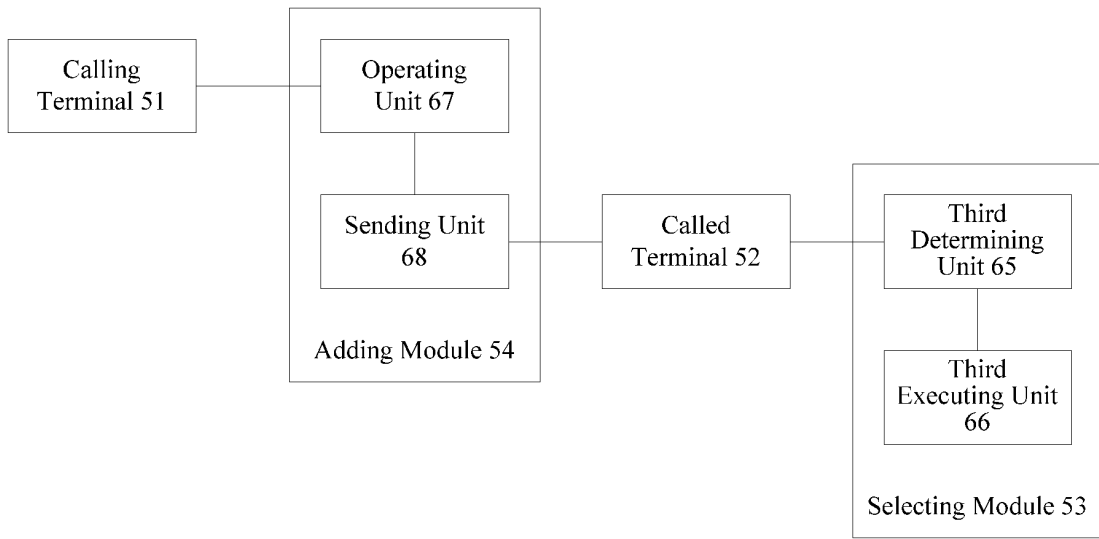 Calling
Terminal 51
Operating
Unit 67
Sending Unit
68
Adding Module 54
Called
Terminal 52
Third
Determining
Unit 65
Third
Executing Unit
66
Selecting Module 53